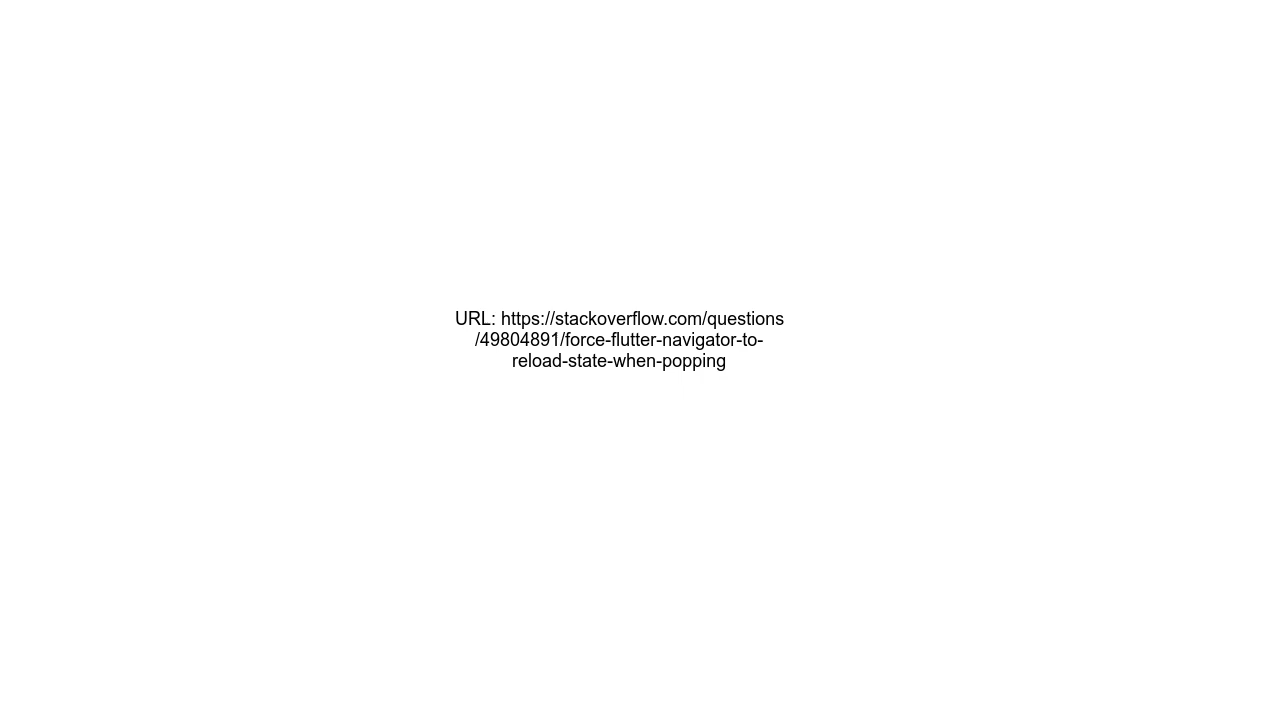 URL: https://stackoverflow.com/questions
/49804891/force-flutter-navigator-to-
reload-state-when-popping